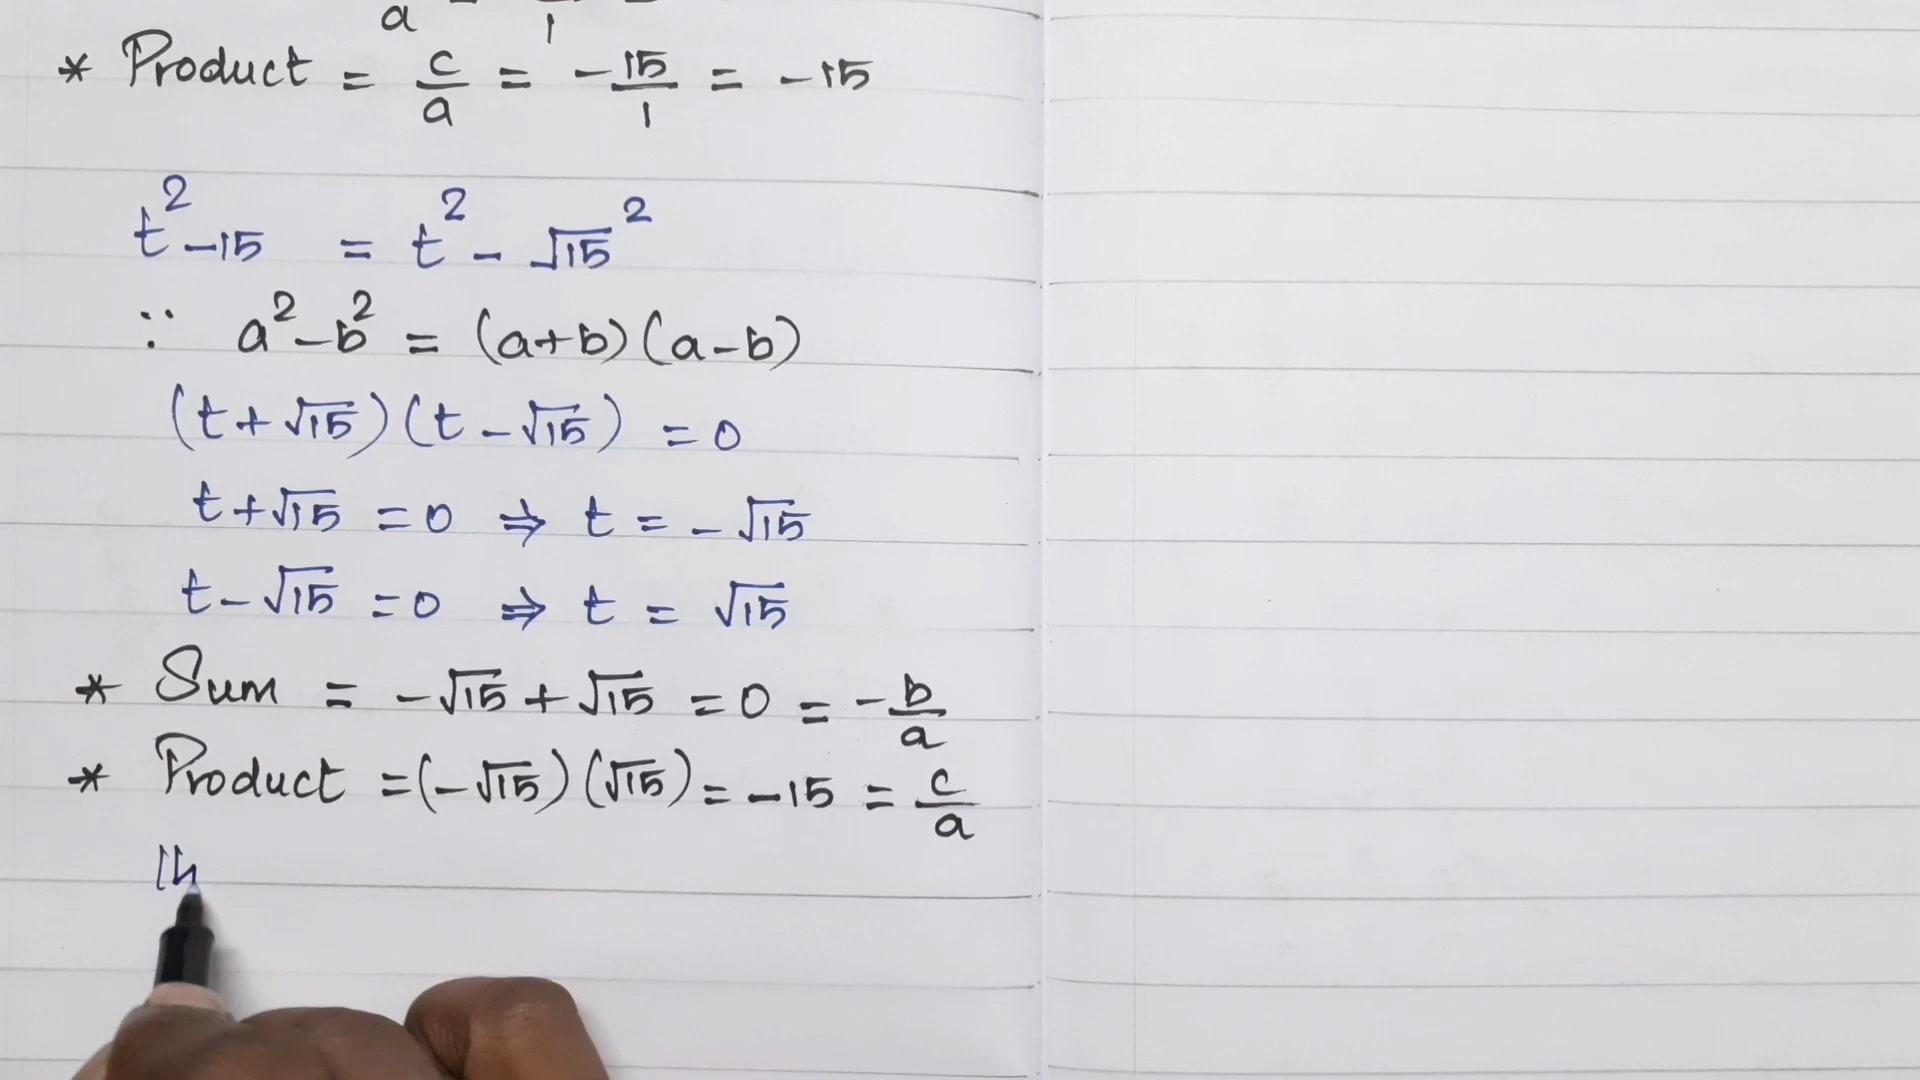 a 1
* Product = c/a = -15/1 = -15
t² -15 = t² - √15²
∵ a² - b² = (a+b)(a-b)
(t+√15)(t-√15) = 0
t+√15 = 0 ⇒ t = -√15
t-√15 = 0 ⇒ t = √15
* Sum = -√15+√15 = 0 = -b/a
* Product = (-√15)(√15) = -15 = c/a